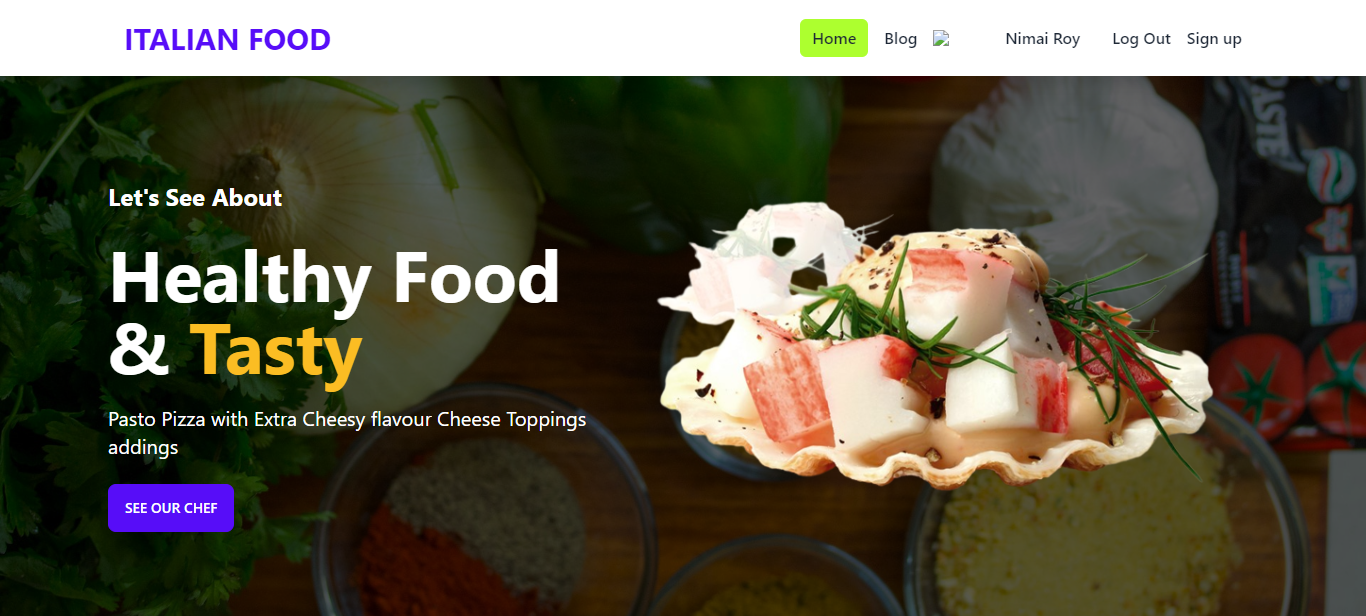 ITALIAN FOOD
Home Blog Nimai Roy Log Out Sign up
Let's See About
Healthy Food
& Tasty
Pasto Pizza with Extra Cheesy flavour Cheese Toppings
addings
SEE OUR CHEF